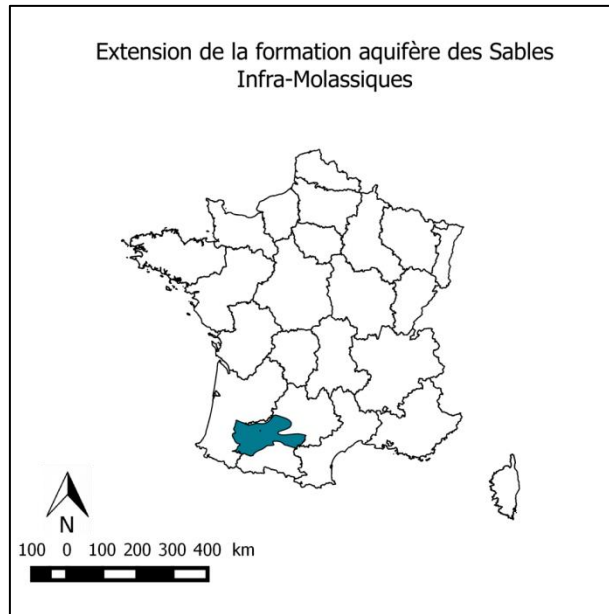 Extension de la formation aquifère des Sables
Infra-Molassiques
N
100 0 100 200 300 400 km